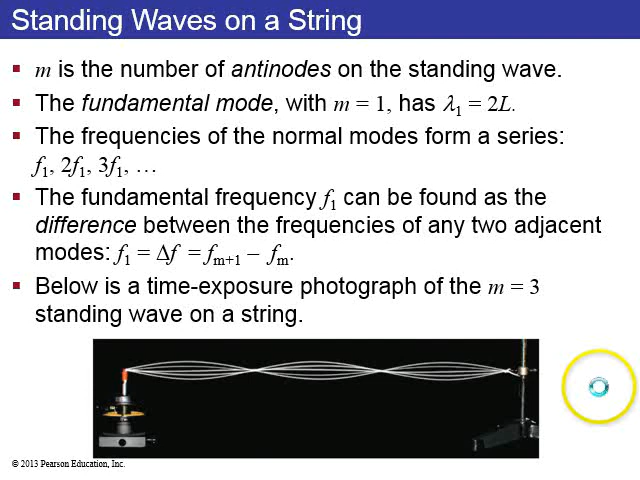 Standing Waves on a String
▪ m is the number of antinodes on the standing wave.
▪ The fundamental mode, with m = 1, has λ₁ = 2L.
▪ The frequencies of the normal modes form a series:
f₁, 2f₁, 3f₁, …
▪ The fundamental frequency f₁ can be found as the
difference between the frequencies of any two adjacent
modes: f₁ = Δf = fₘ₊₁ – fₘ.
▪ Below is a time-exposure photograph of the m = 3
standing wave on a string.
© 2013 Pearson Education, Inc.